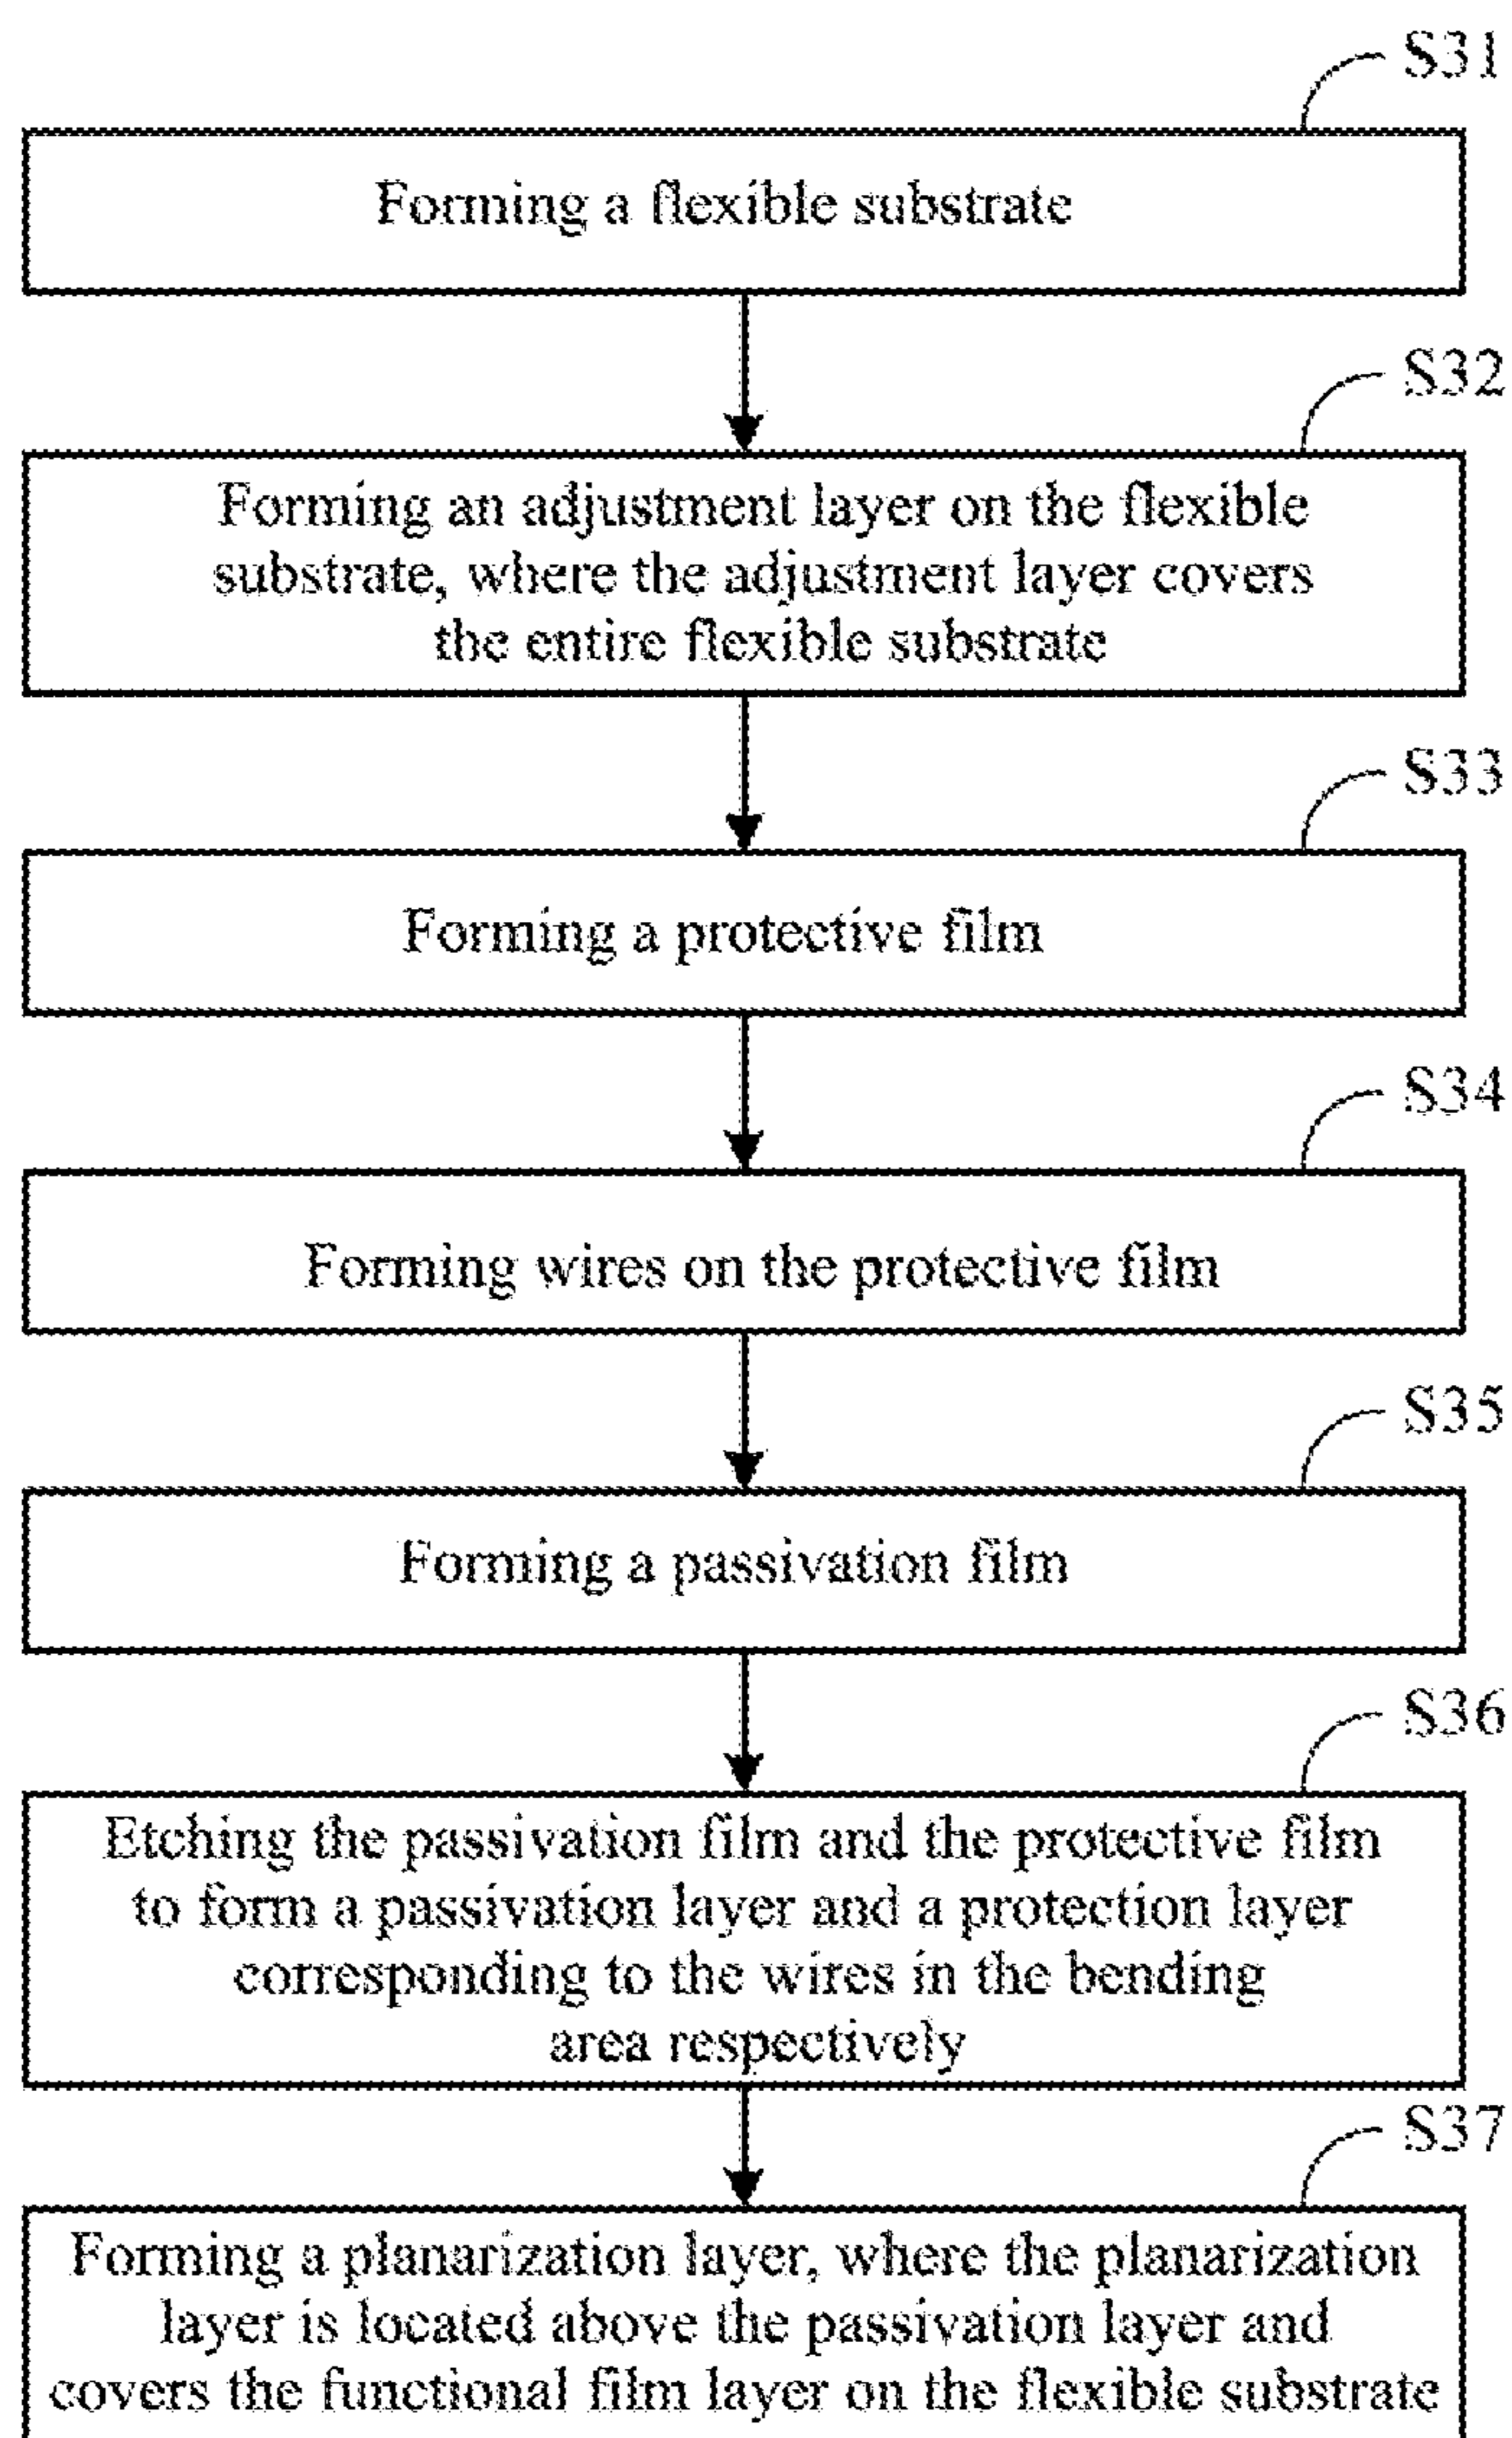 S31
Forming a flexible substrate
S32
Forming an adjustment layer on the flexible
substrate, where the adjustment layer covers
the entire flexible substrate
S33
Forming a protective film
S34
Forming wires on the protective film
S35
Forming a passivation film
S36
Etching the passivation film and the protective film
to form a passivation layer and a protection layer
corresponding to the wires in the bending
area respectively
S37
Forming a planarization layer, where the planarization
layer is located above the passivation layer and
covers the functional film layer on the flexible substrate